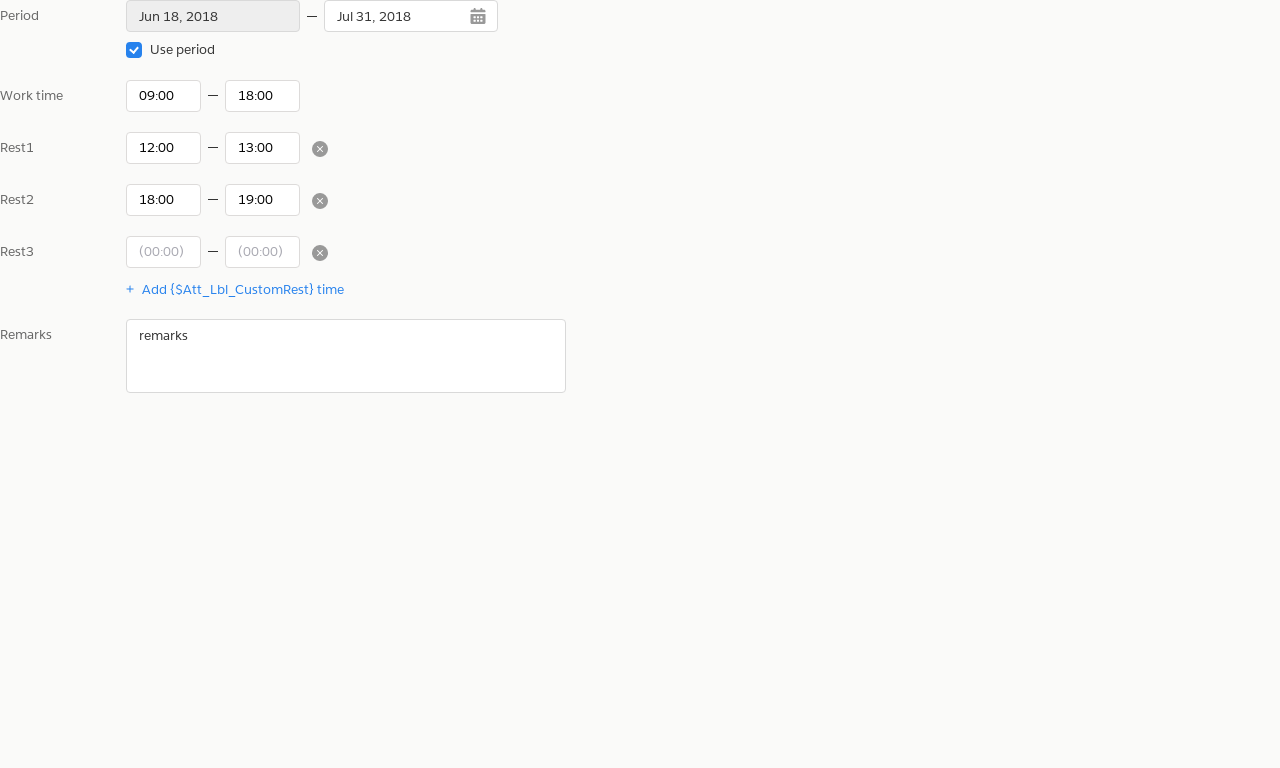 Period Jun 18, 2018 – Jul 31, 2018
Use period
Work time 09:00 – 18:00
Rest1 12:00 – 13:00
Rest2 18:00 – 19:00
Rest3 (00:00) – (00:00)
+ Add {$Att_Lbl_CustomRest} time
Remarks remarks